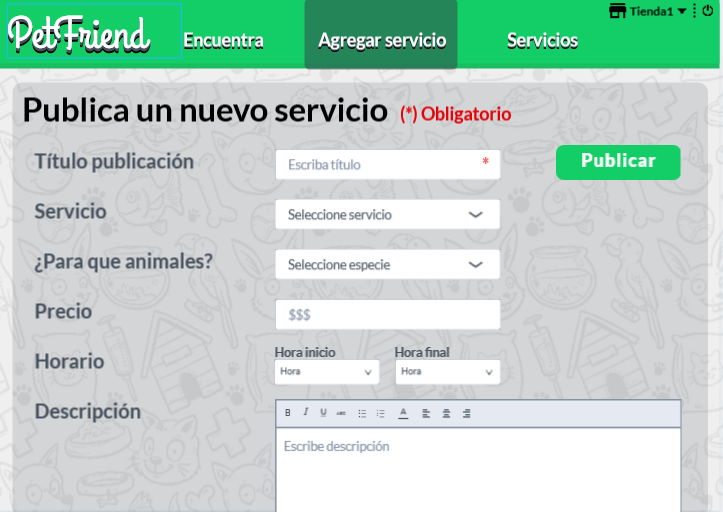 PetFriend
Encuentra
Agregar servicio
Servicios
Tienda1
Publica un nuevo servicio (*) Obligatorio
Título publicación
Escriba título *
Publicar
Servicio
Seleccione servicio
¿Para que animales?
Seleccione especie
Precio
$$$
Horario
Hora inicio
Hora final
Hora
Hora
Descripción
B I U ABC A
Escribe descripción